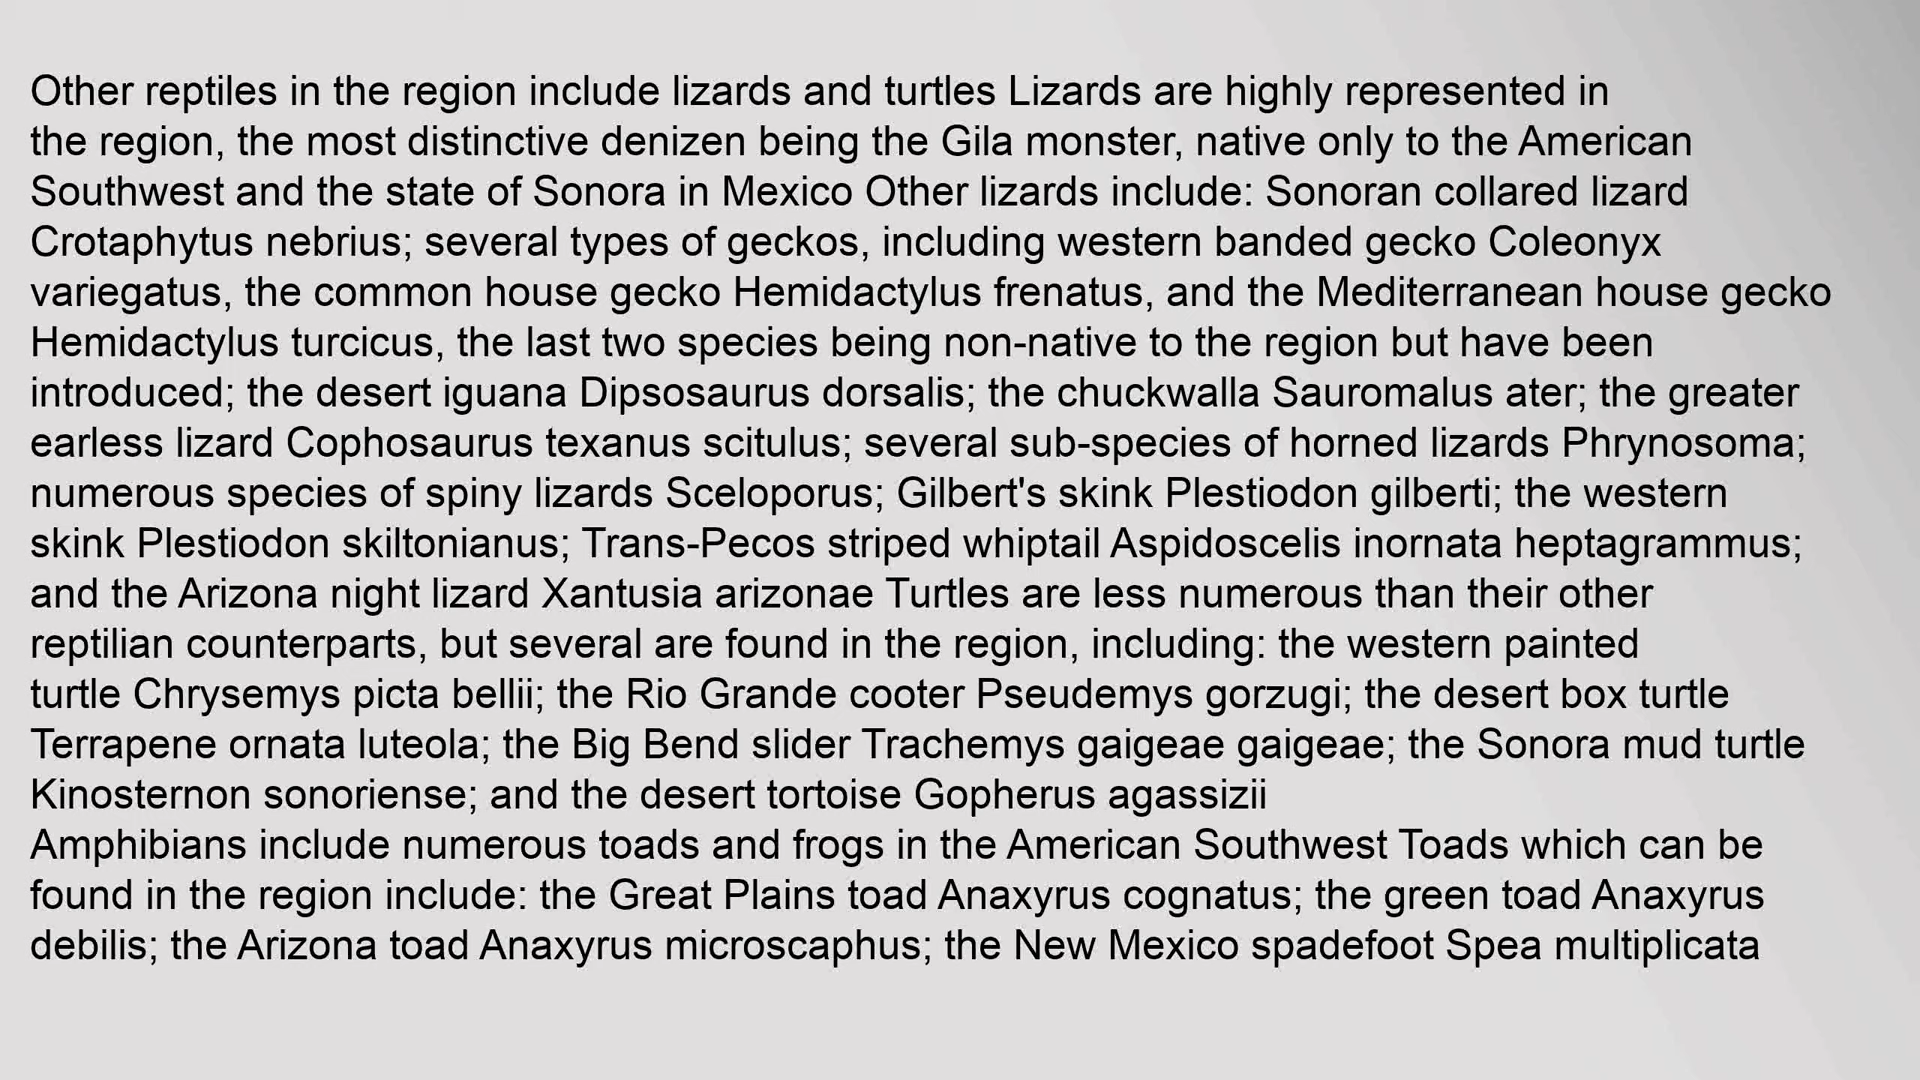 Other reptiles in the region include lizards and turtles Lizards are highly represented in
the region, the most distinctive denizen being the Gila monster, native only to the American
Southwest and the state of Sonora in Mexico Other lizards include: Sonoran collared lizard
Crotaphytus nebrius; several types of geckos, including western banded gecko Coleonyx
variegatus, the common house gecko Hemidactylus frenatus, and the Mediterranean house gecko
Hemidactylus turcicus, the last two species being non-native to the region but have been
introduced; the desert iguana Dipsosaurus dorsalis; the chuckwalla Sauromalus ater; the greater
earless lizard Cophosaurus texanus scitulus; several sub-species of horned lizards Phrynosoma;
numerous species of spiny lizards Sceloporus; Gilbert's skink Plestiodon gilberti; the western
skink Plestiodon skiltonianus; Trans-Pecos striped whiptail Aspidoscelis inornata heptagrammus;
and the Arizona night lizard Xantusia arizonae Turtles are less numerous than their other
reptilian counterparts, but several are found in the region, including: the western painted
turtle Chrysemys picta bellii; the Rio Grande cooter Pseudemys gorzugi; the desert box turtle
Terrapene ornata luteola; the Big Bend slider Trachemys gaigeae gaigeae; the Sonora mud turtle
Kinosternon sonoriense; and the desert tortoise Gopherus agassizii
Amphibians include numerous toads and frogs in the American Southwest Toads which can be
found in the region include: the Great Plains toad Anaxyrus cognatus; the green toad Anaxyrus
debilis; the Arizona toad Anaxyrus microscaphus; the New Mexico spadefoot Spea multiplicata